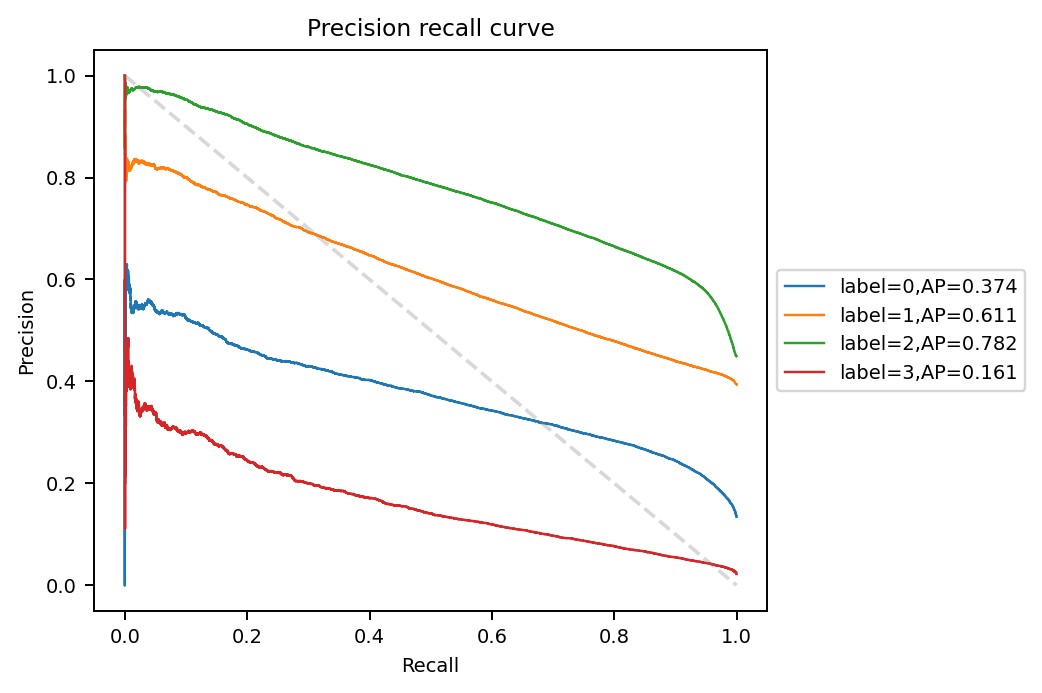 Precision recall curve
Precision
1.0
0.8
0.6
0.4
0.2
0.0
0.0 0.2 0.4 0.6 0.8 1.0
Recall
label=0,AP=0.374
label=1,AP=0.611
label=2,AP=0.782
label=3,AP=0.161